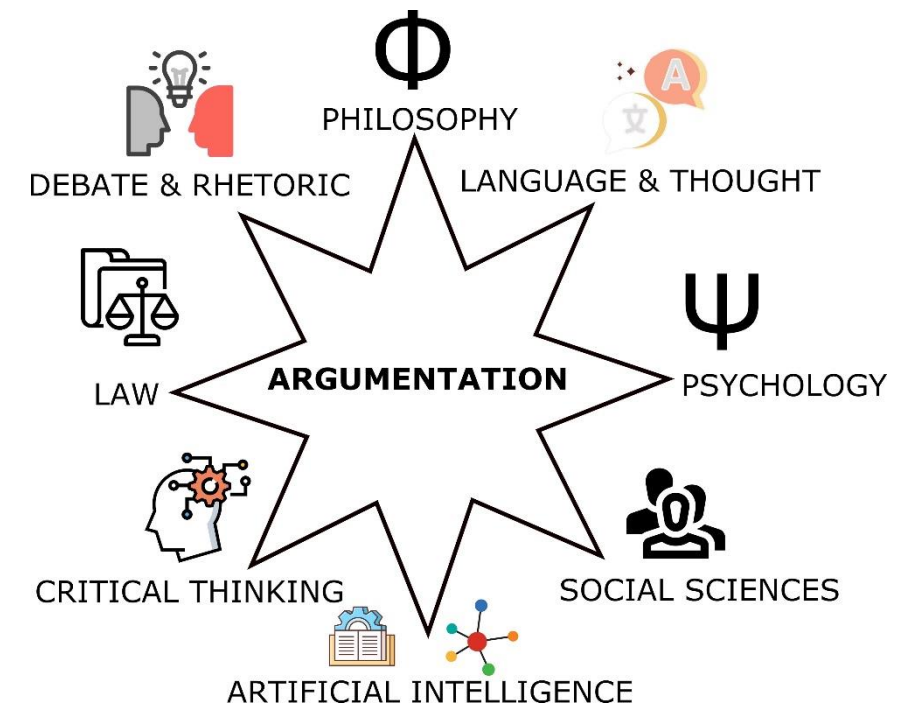 Φ
PHILOSOPHY
A
文
DEBATE & RHETORIC
LANGUAGE & THOUGHT
Ψ
LAW
ARGUMENTATION
PSYCHOLOGY
CRITICAL THINKING
SOCIAL SCIENCES
ARTIFICIAL INTELLIGENCE